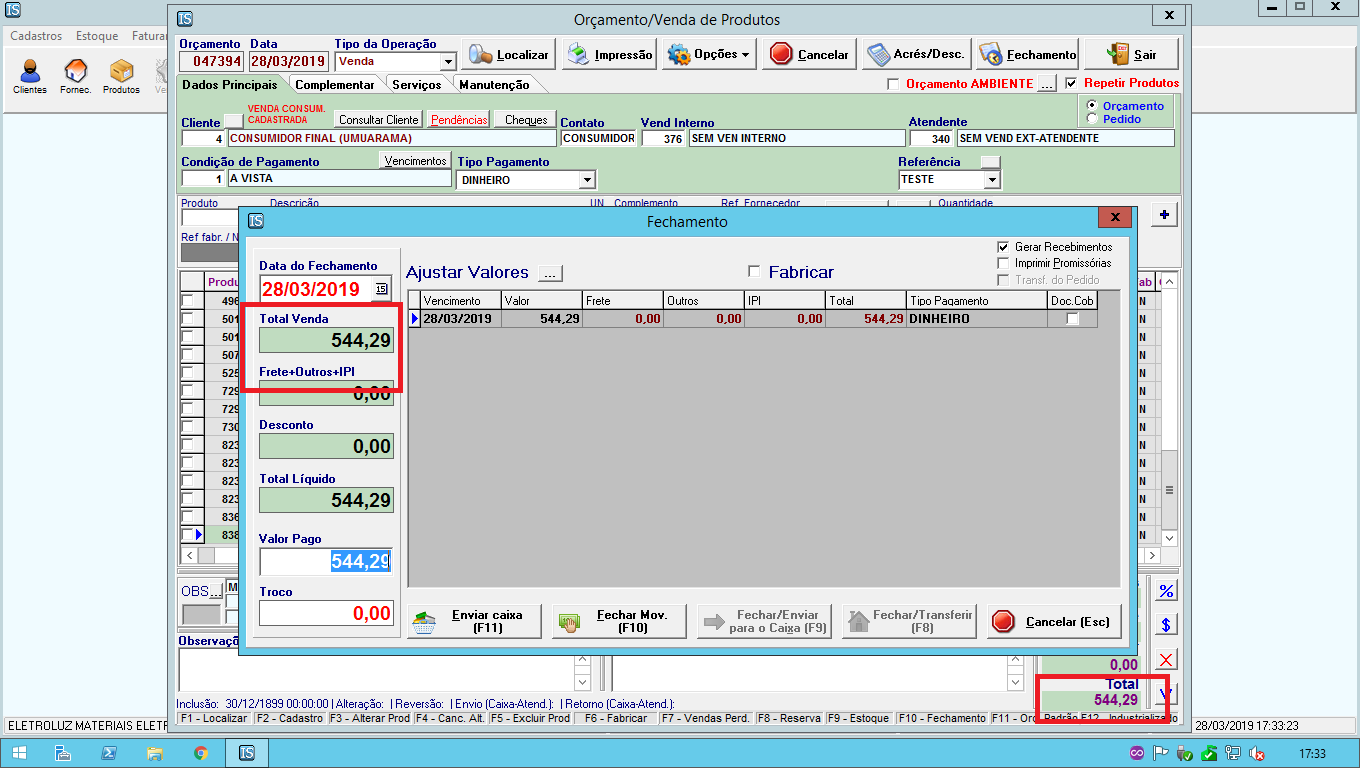 IS
IS
Orçamento/Venda de Produtos
x
Cadastros Estoque Faturar
Clientes Fornec. Produtos
Orçamento Data Tipo da Operação
047394 28/03/2019 Venda
Localizar Impressão Opções Cancelar Acrés/Desc. Fechamento Sair
Dados Principais Complementar Serviços Manutenção
Orçamento AMBIENTE ... Repetir Produtos
VENDA CONSUM.
CADASTRADA
Orçamento
Pedido
Cliente Consultar Cliente Pendências Cheques Contato Vend Interno Atendente
4 CONSUMIDOR FINAL (UMUARAMA) CONSUMIDOR 376 SEM VEN INTERNO 340 SEM VEND EXT-ATENDENTE
Condição de Pagamento Vencimentos Tipo Pagamento Referência
1 A VISTA DINHEIRO TESTE
Produto Descrição UN Complemento Ref Fornecedor Quantidade
+
Ref fabr. / N
IS
Fechamento
x
Gerar Recebimentos
Imprimir Promissórias
Transf. do Pedido
Data do Fechamento
28/03/2019 15
Ajustar Valores ... Fabricar
Vencimento Valor Frete Outros IPI Total Tipo Pagamento Doc.Cob
28/03/2019 544,29 0,00 0,00 0,00 544,29 DINHEIRO
Total Venda
544,29
Frete+Outros+IPI
0,00
Desconto
0,00
Total Líquido
544,29
Valor Pago
544,29
Troco
0,00
Enviar caixa
(F11)
Fechar Mov.
(F10)
Fechar/Enviar
para o Caixa (F9)
Fechar/Transferir
(F8)
Cancelar (Esc)
Produ
496
501
501
507
525
729
729
730
823
823
823
823
836
838
ab
N
N
N
N
N
N
N
N
N
N
N
N
N
N
OBS... M
%
$
Observaçõ
0,00
Total
544,29
Inclusão: 30/12/1899 00:00:00 | Alteração: | Reversão: | Envio (Caixa-Atend.): | Retorno (Caixa-Atend.):
F1 - Localizar F2 - Cadastro F3 - Alterar Prod F4 - Canc. Alt. F5 - Excluir Prod F6 - Fabricar F7 - Vendas Perd. F8 - Reserva F9 - Estoque F10 - Fechamento F11 - Orç Padrão F12 - Industrializado
ELETROLUZ MATERIAIS ELETR
28/03/2019 17:33:23
IS
17:33